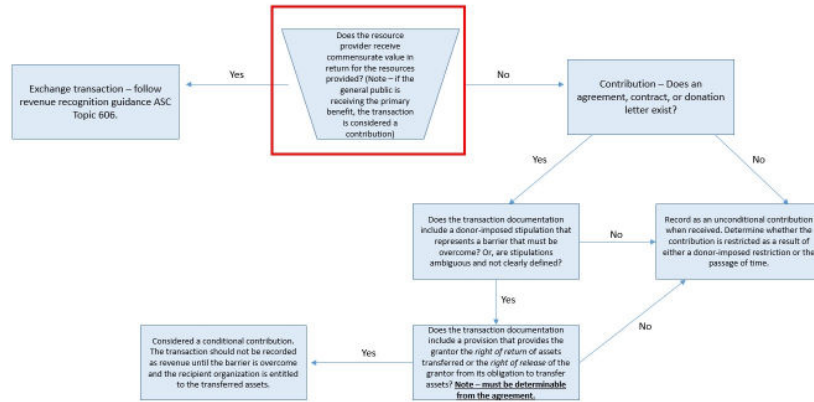 Does the resource
provider receive
commensurate value in
return for the resources
provided? (Note – if the
general public is
receiving the primary
benefit, the transaction
is considered a
contribution)
Yes
No
Exchange transaction – follow
revenue recognition guidance ASC
Topic 606.
Contribution – Does an
agreement, contract, or donation
letter exist?
Yes
No
Does the transaction documentation
include a donor-imposed stipulation that
represents a barrier that must be
overcome? Or, are stipulations
ambiguous and not clearly defined?
No
Record as an unconditional contribution
when received. Determine whether the
contribution is restricted as a result of
either a donor-imposed restriction or the
passage of time.
Yes
No
Does the transaction documentation
include a provision that provides the
grantor the right of return of assets
transferred or the right of release of the
grantor from its obligation to transfer
assets? Note – must be determinable
from the agreement.
Yes
Considered a conditional contribution.
The transaction should not be recorded
as revenue until the barrier is overcome
and the recipient organization is entitled
to the transferred assets.